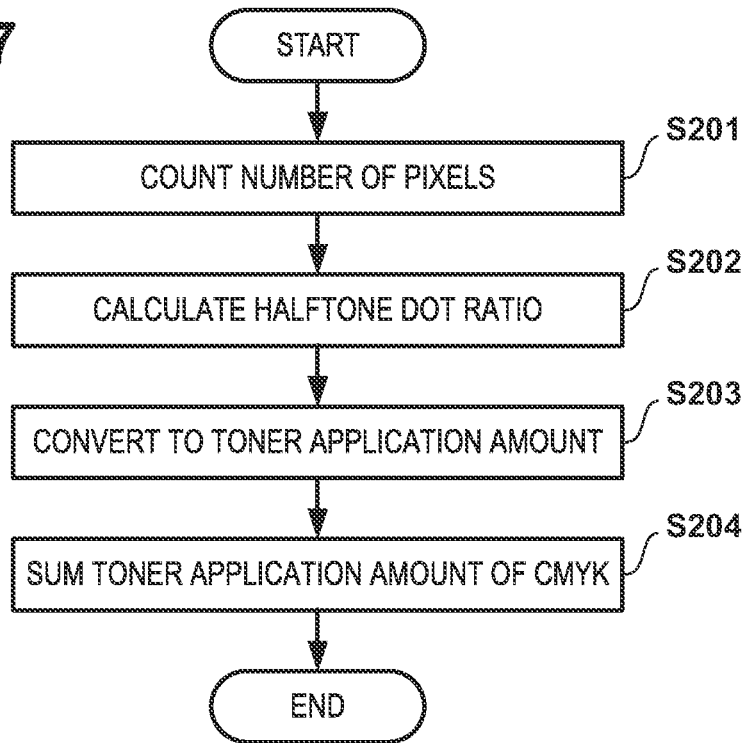 7
START
S201
COUNT NUMBER OF PIXELS
S202
CALCULATE HALFTONE DOT RATIO
S203
CONVERT TO TONER APPLICATION AMOUNT
S204
SUM TONER APPLICATION AMOUNT OF CMYK
END